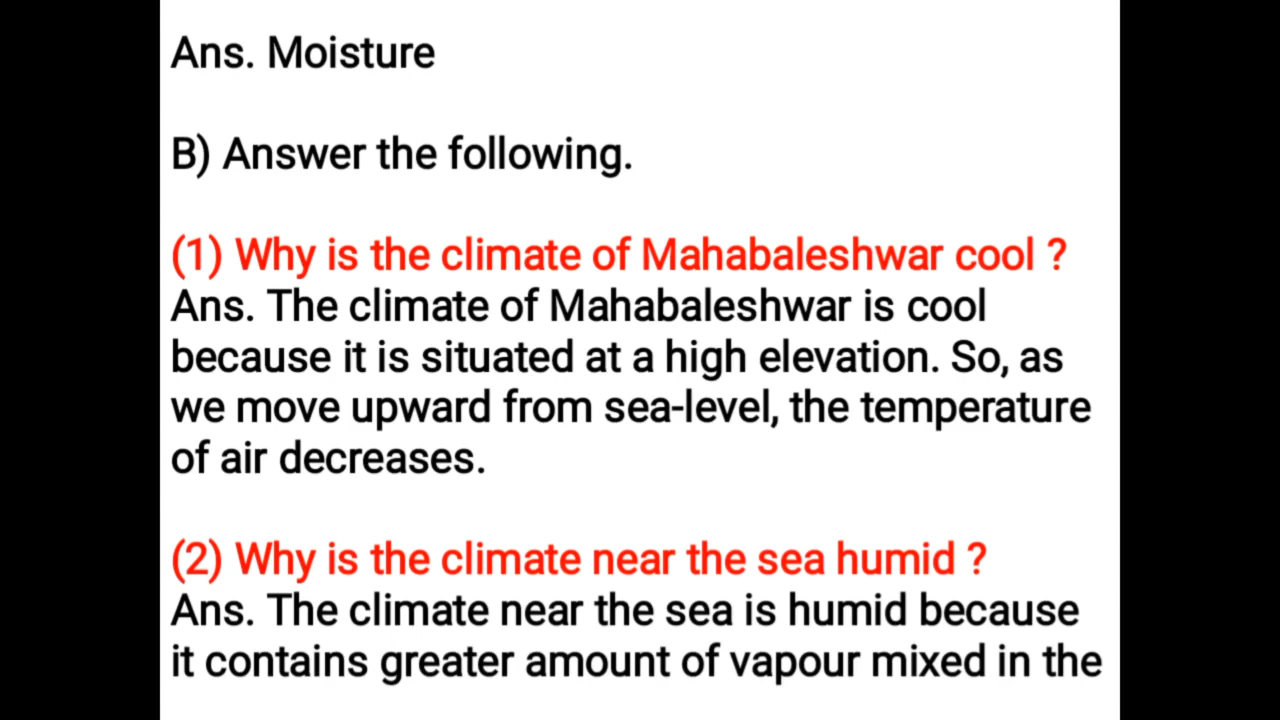 Ans. Moisture
B) Answer the following.
(1) Why is the climate of Mahabaleshwar cool ?
Ans. The climate of Mahabaleshwar is cool
because it is situated at a high elevation. So, as
we move upward from sea-level, the temperature
of air decreases.
(2) Why is the climate near the sea humid ?
Ans. The climate near the sea is humid because
it contains greater amount of vapour mixed in the